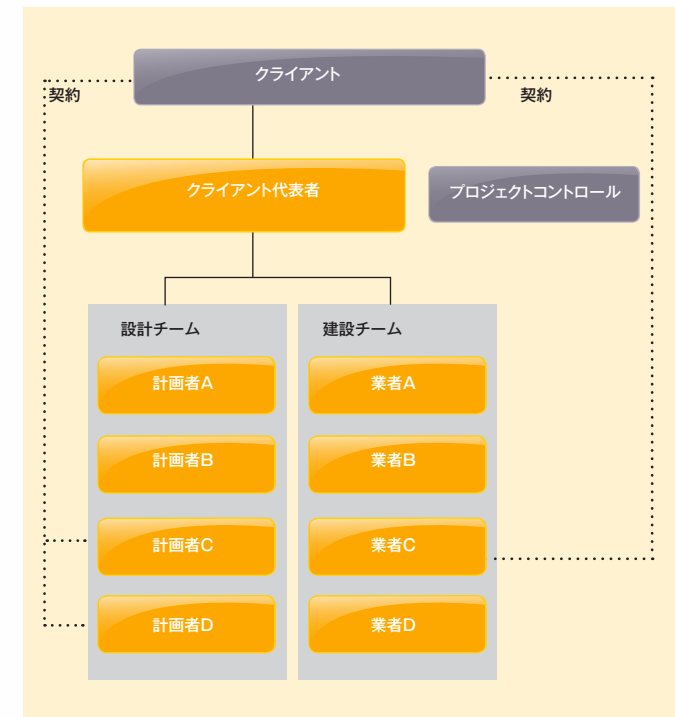 クライアント
契約
契約
クライアント代表者
プロジェクトコントロール
設計チーム
建設チーム
計画者A
業者A
計画者B
業者B
計画者C
業者C
計画者D
業者D